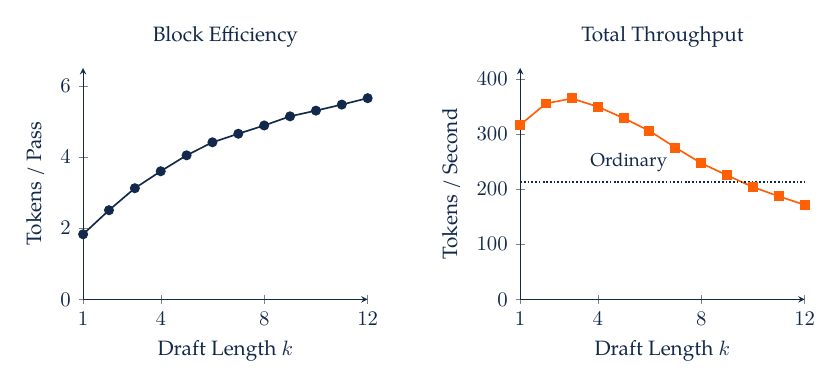 Block Efficiency
Tokens / Pass
6
4
2
0
1 4 8 12
Draft Length k
Total Throughput
Tokens / Second
400
300
200
100
0
Ordinary
1 4 8 12
Draft Length k